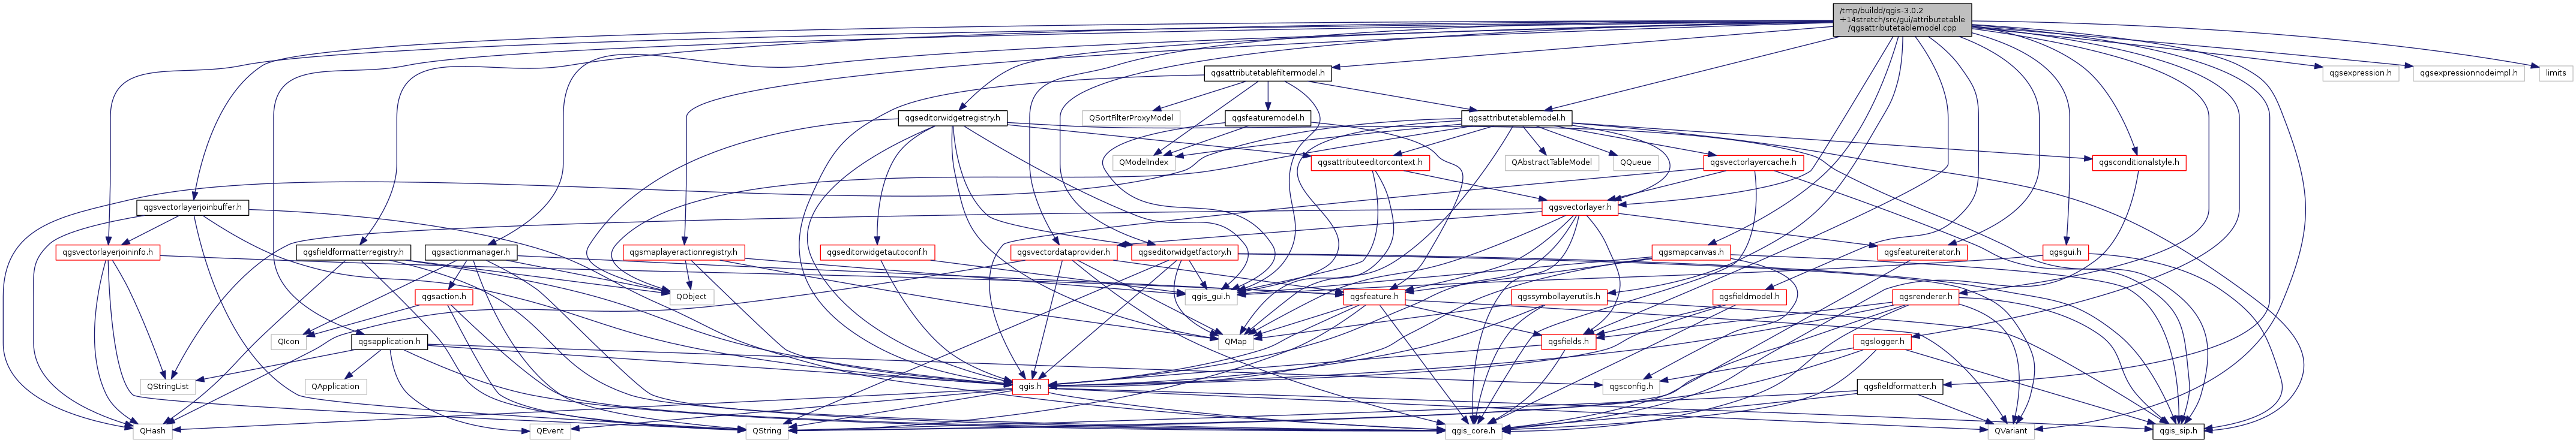 /tmp/buildd/qgis-3.0.2
+14stretch/src/gui/attributetable
/qgsattributetablemodel.cpp
qgsattributetablefiltermodel.h
qgsexpression.h
qgsexpressionnodeimpl.h
limits
qgseditorwidgetregistry.h
QSortFilterProxyModel
qgsfeaturemodel.h
qgsattributetablemodel.h
QModelIndex
qgsattributeeditorcontext.h
QAbstractTableModel
QQueue
qgsvectorlayercache.h
qgsconditionalstyle.h
qgsvectorlayerjoinbuffer.h
qgsvectorlayer.h
qgsvectorlayerjoininfo.h
qgsfieldformatterregistry.h
qgsactionmanager.h
qgsmaplayeractionregistry.h
qgseditorwidgetautoconf.h
qgsvectordataprovider.h
qgseditorwidgetfactory.h
qgsmapcanvas.h
qgsfeatureiterator.h
qgsgui.h
qgsaction.h
QObject
qgis_gui.h
qgsfeature.h
qgssymbollayerutils.h
qgsfieldmodel.h
qgsrenderer.h
QIcon
qgsapplication.h
QMap
qgsfields.h
qgslogger.h
QStringList
QApplication
qgis.h
qgsconfig.h
qgsfieldformatter.h
QHash
QEvent
QString
qgis_core.h
QVariant
qgis_sip.h